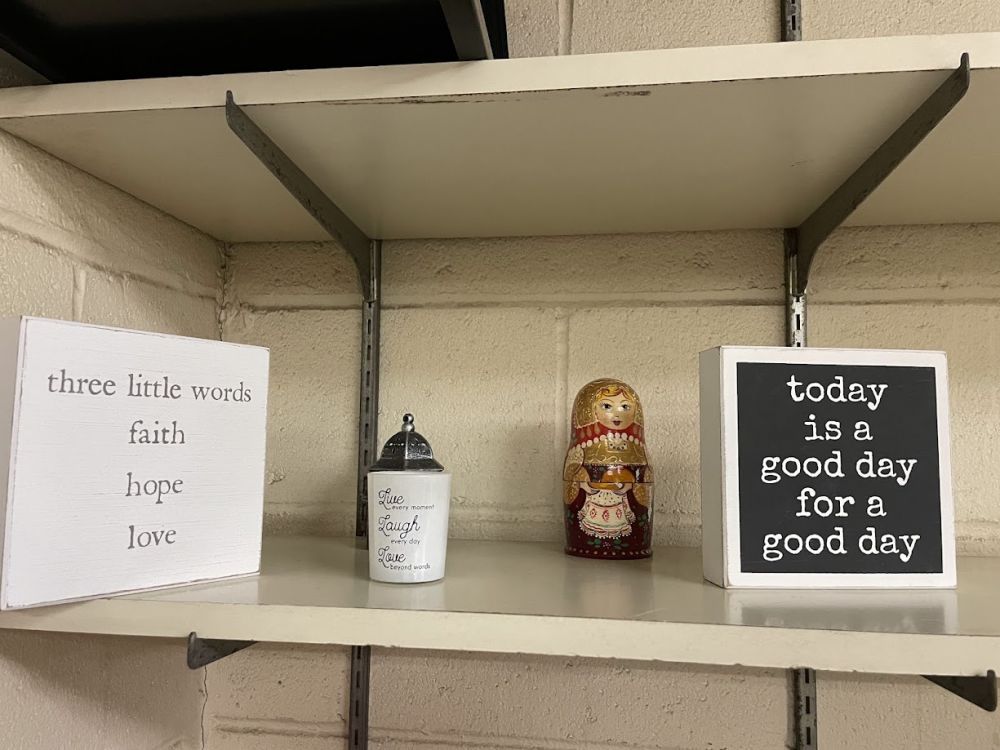 three little words
faith
hope
love
Live
every moment
Laugh
every day
Love
beyond words
today
is a
good day
for a
good day